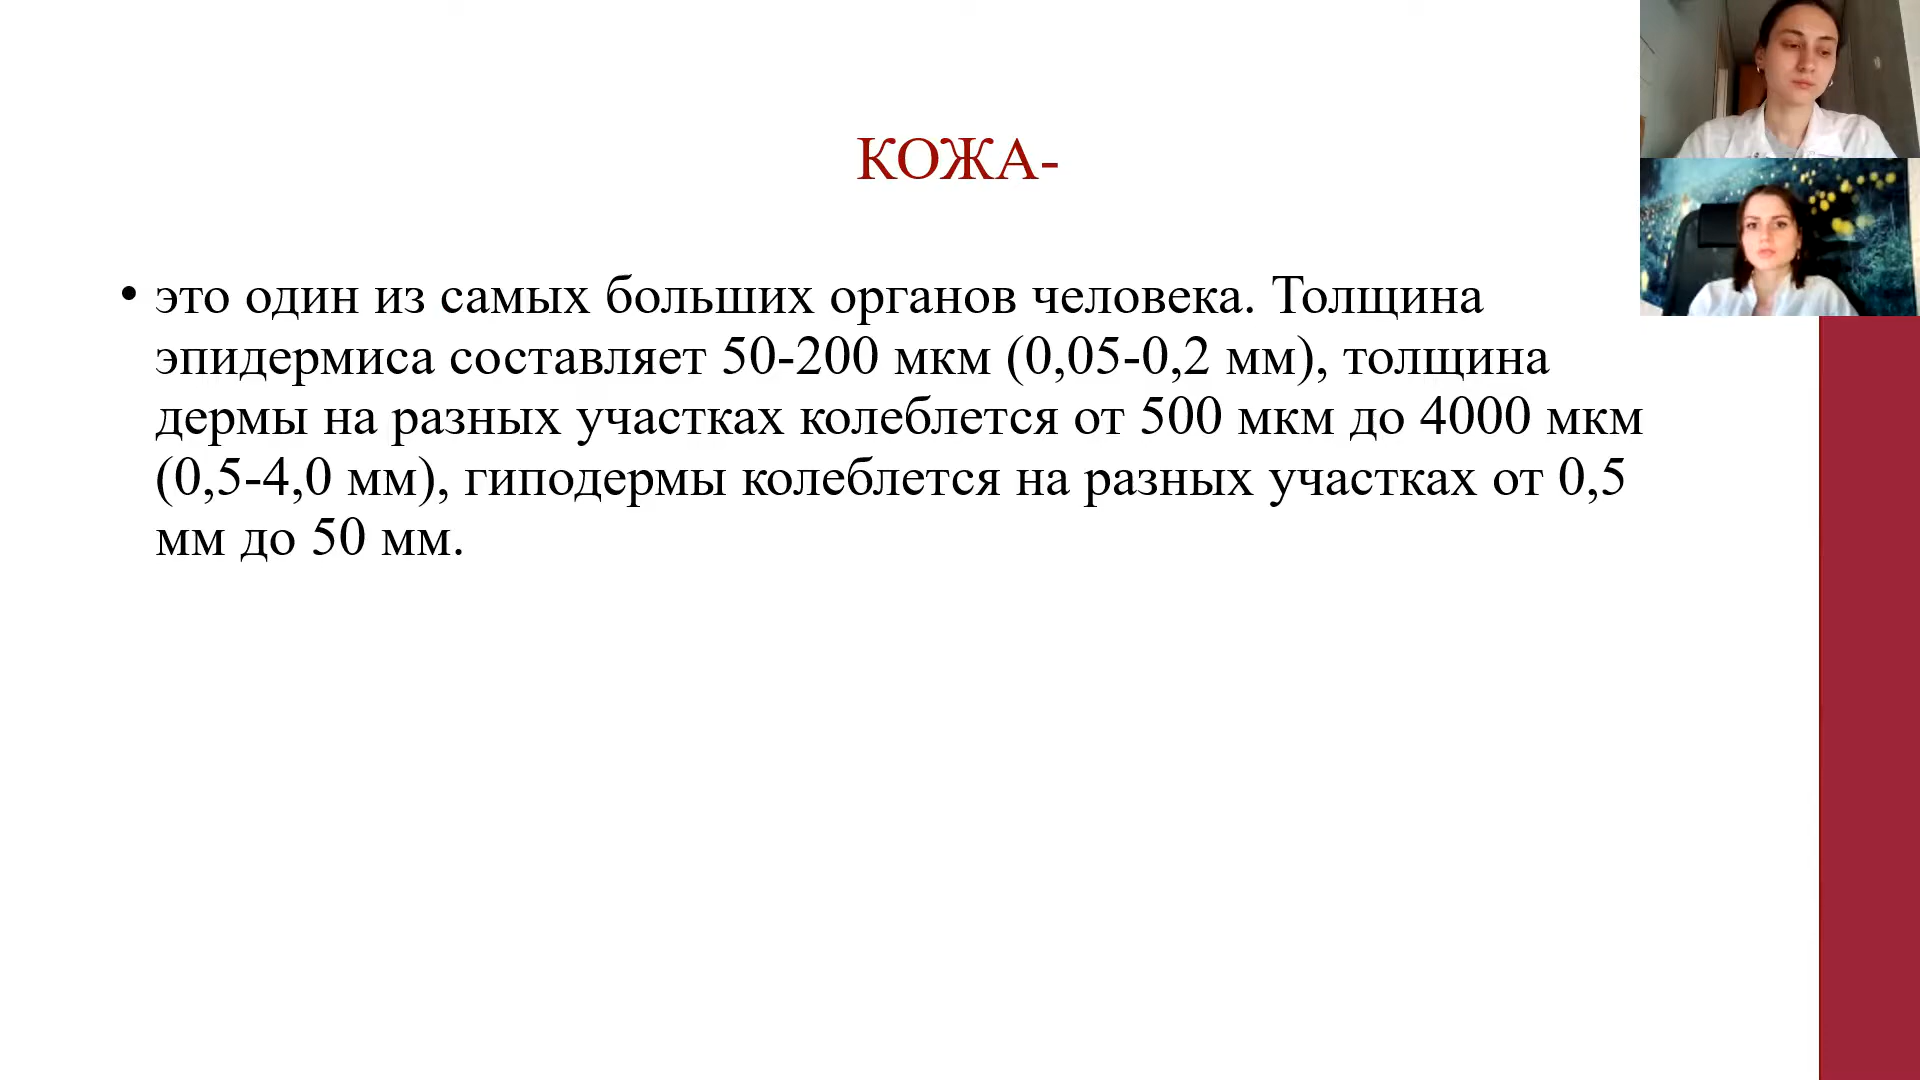 КОЖА-
• это один из самых больших органов человека. Толщина
эпидермиса составляет 50-200 мкм (0,05-0,2 мм), толщина
дермы на разных участках колеблется от 500 мкм до 4000 мкм
(0,5-4,0 мм), гиподермы колеблется на разных участках от 0,5
мм до 50 мм.